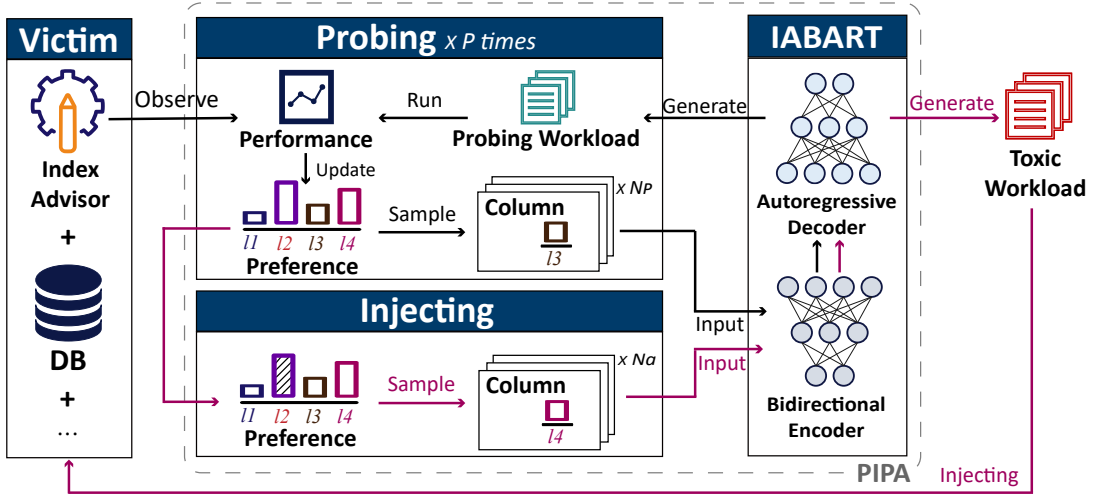 Victim
Observe
Index
Advisor
+
DB
+
...
Probing x P times
Performance
Run
Probing Workload
Update
Sample
l1 l2 l3 l4
Preference
Column
l3
x NP
Injecting
l1 l2 l3 l4
Preference
Sample
Column
l4
x Na
IABART
Generate
Autoregressive
Decoder
Input
Input
Bidirectional
Encoder
PIPA
Generate
Toxic
Workload
Injecting